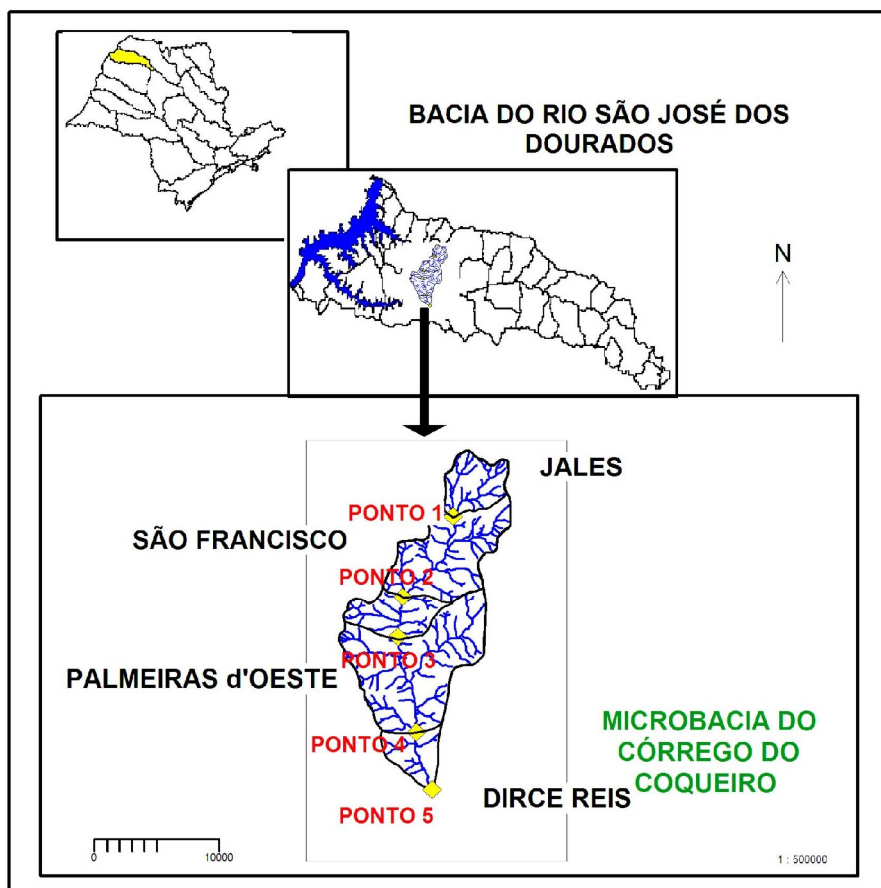 BACIA DO RIO SÃO JOSÉ DOS
DOURADOS
N
JALES
PONTO 1
SÃO FRANCISCO
PONTO 2
PONTO 3
PALMEIRAS d'OESTE
PONTO 4
MICROBACIA DO
CÓRREGO DO
COQUEIRO
DIRCE REIS
PONTO 5
0 10000
1 : 500000